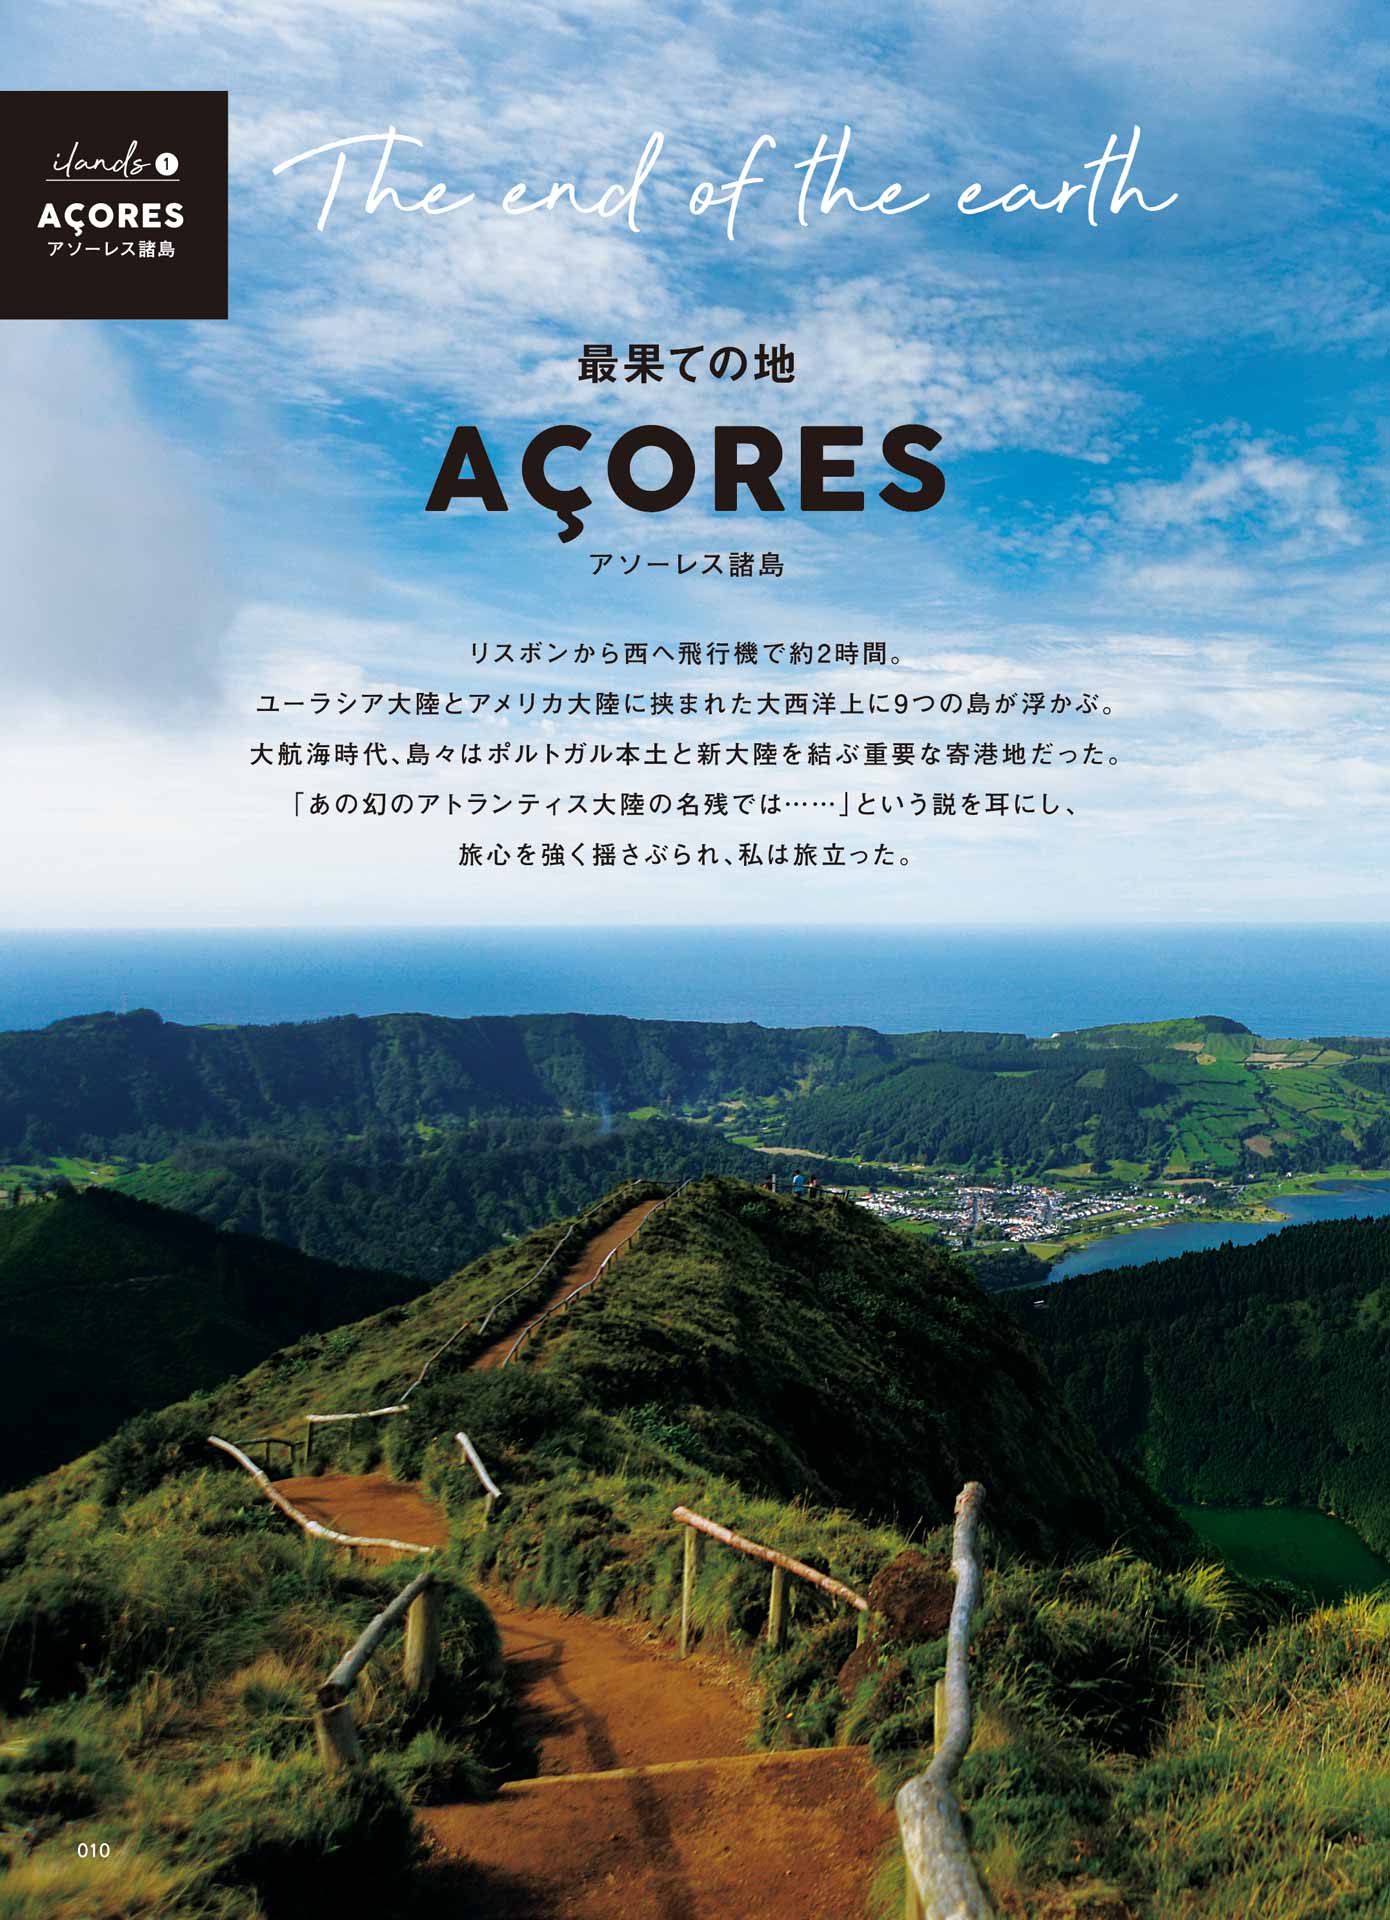 ilands 1
AÇORES
アソーレス諸島
The end of the earth
最果ての地
AÇORES
アソーレス諸島
リスボンから西へ飛行機で約2時間。
ユーラシア大陸とアメリカ大陸に挟まれた大西洋上に9つの島が浮かぶ。
大航海時代、島々はポルトガル本土と新大陸を結ぶ重要な寄港地だった。
「あの幻のアトランティス大陸の名残では……」という説を耳にし、
旅心を強く揺さぶられ、私は旅立った。
010